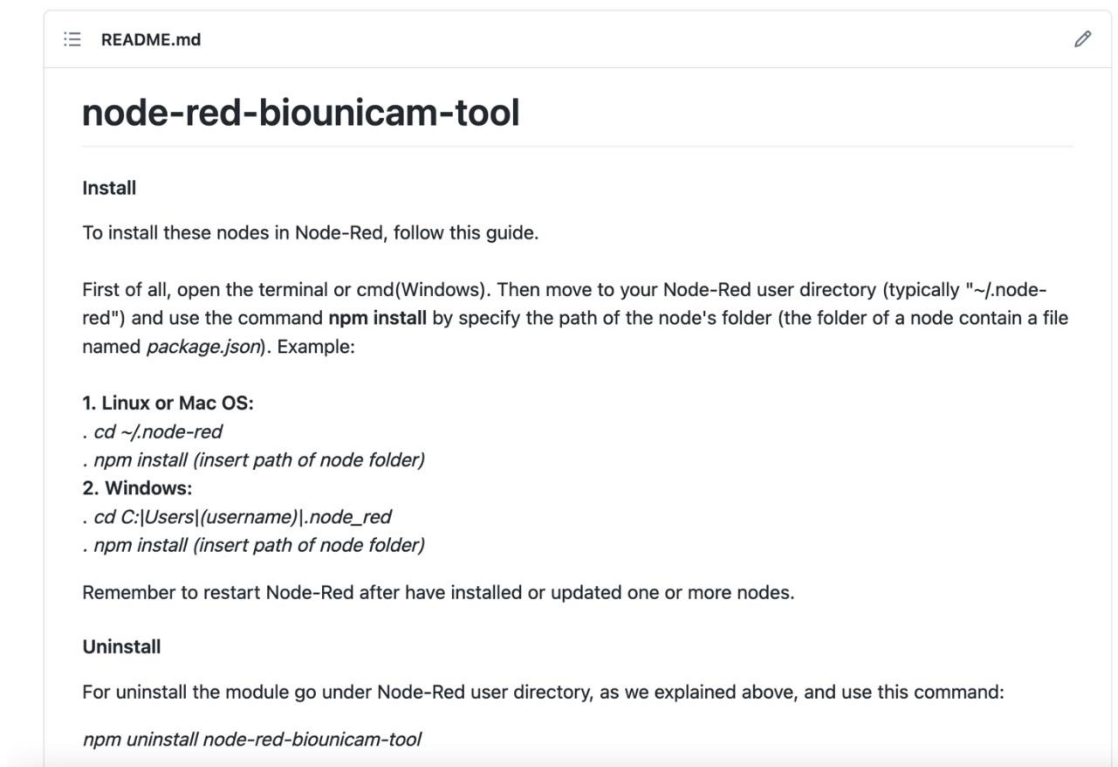 README.md
node-red-biounicam-tool
Install
To install these nodes in Node-Red, follow this guide.
First of all, open the terminal or cmd(Windows). Then move to your Node-Red user directory (typically "~/.node-
red") and use the command npm install by specify the path of the node's folder (the folder of a node contain a file
named package.json). Example:
1. Linux or Mac OS:
. cd ~/.node-red
. npm install (insert path of node folder)
2. Windows:
. cd C:|Users|(username)|.node_red
. npm install (insert path of node folder)
Remember to restart Node-Red after have installed or updated one or more nodes.
Uninstall
For uninstall the module go under Node-Red user directory, as we explained above, and use this command:
npm uninstall node-red-biounicam-tool